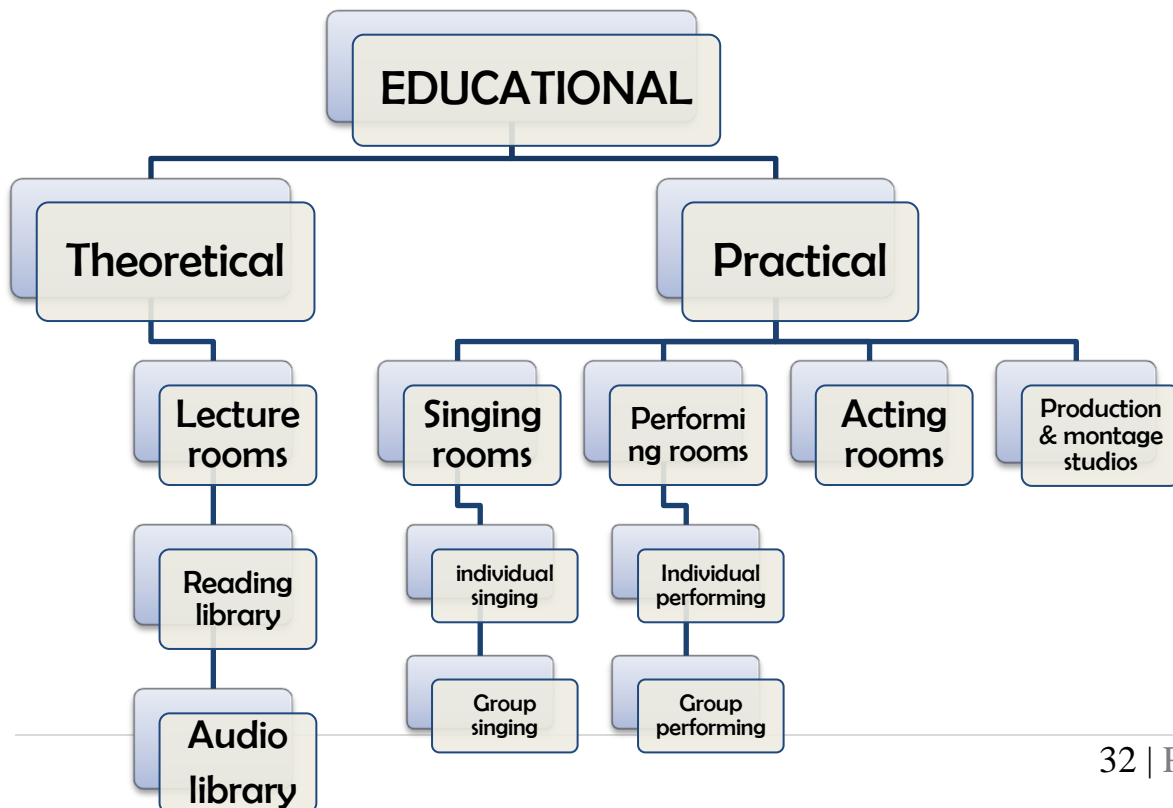 EDUCATIONAL
Theoretical
Practical
Lecture
rooms
Singing
rooms
Performi
ng rooms
Acting
rooms
Production
& montage
studios
Reading
library
individual
singing
Individual
performing
Audio
library
Group
singing
Group
performing
32 |